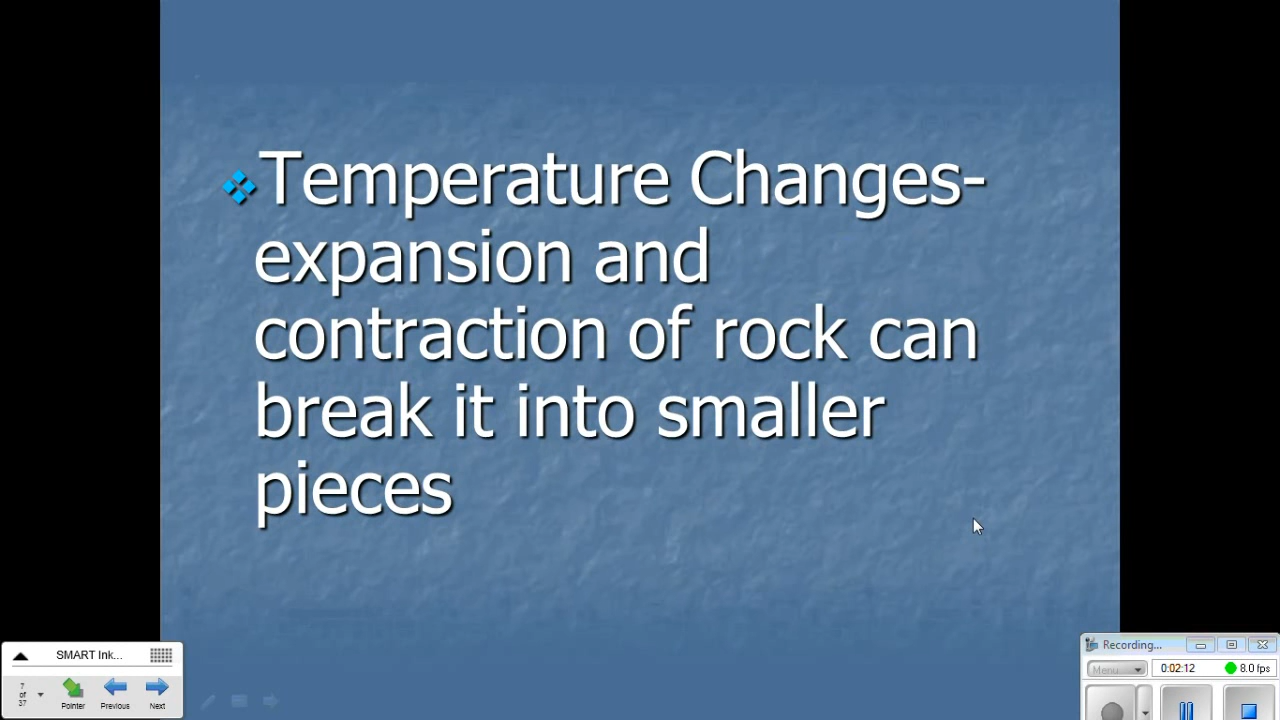 Temperature Changes-
expansion and
contraction of rock can
break it into smaller
pieces
SMART Ink...
7
of
37
Pointer
Previous
Next
Recording...
Menu
0:02:12
8.0 fps